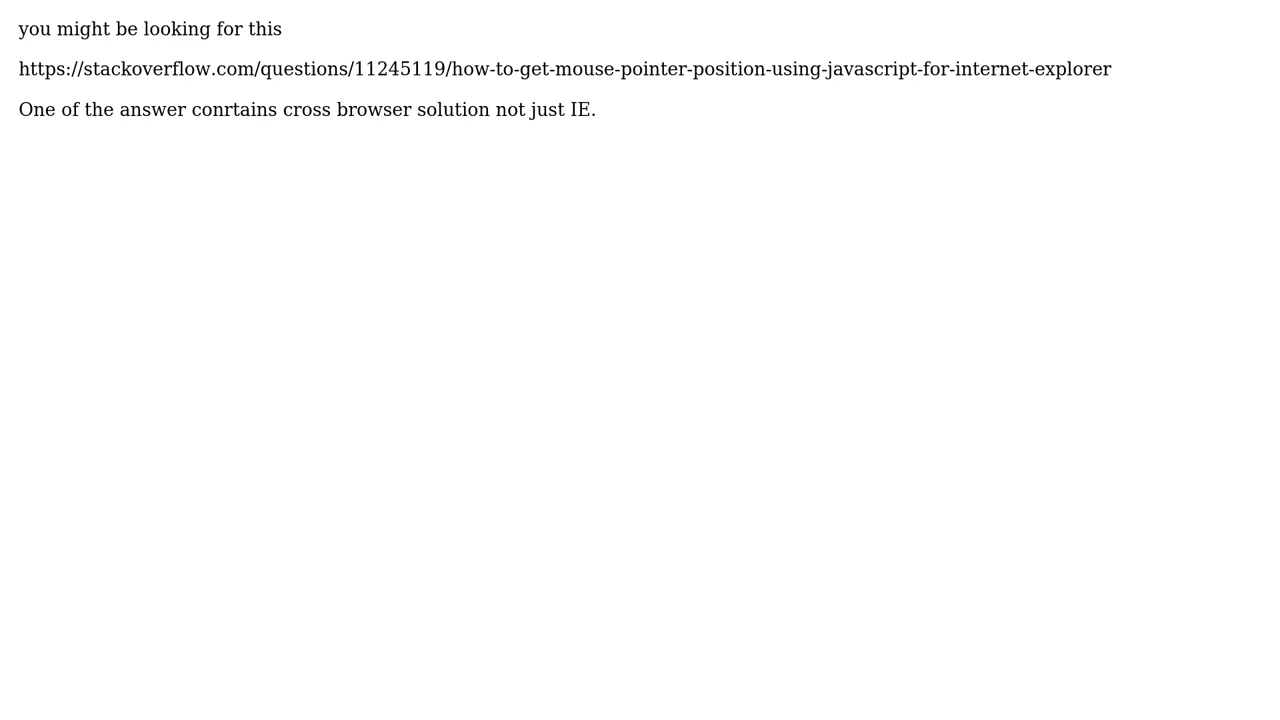 you might be looking for this
https://stackoverflow.com/questions/11245119/how-to-get-mouse-pointer-position-using-javascript-for-internet-explorer
One of the answer conrtains cross browser solution not just IE.